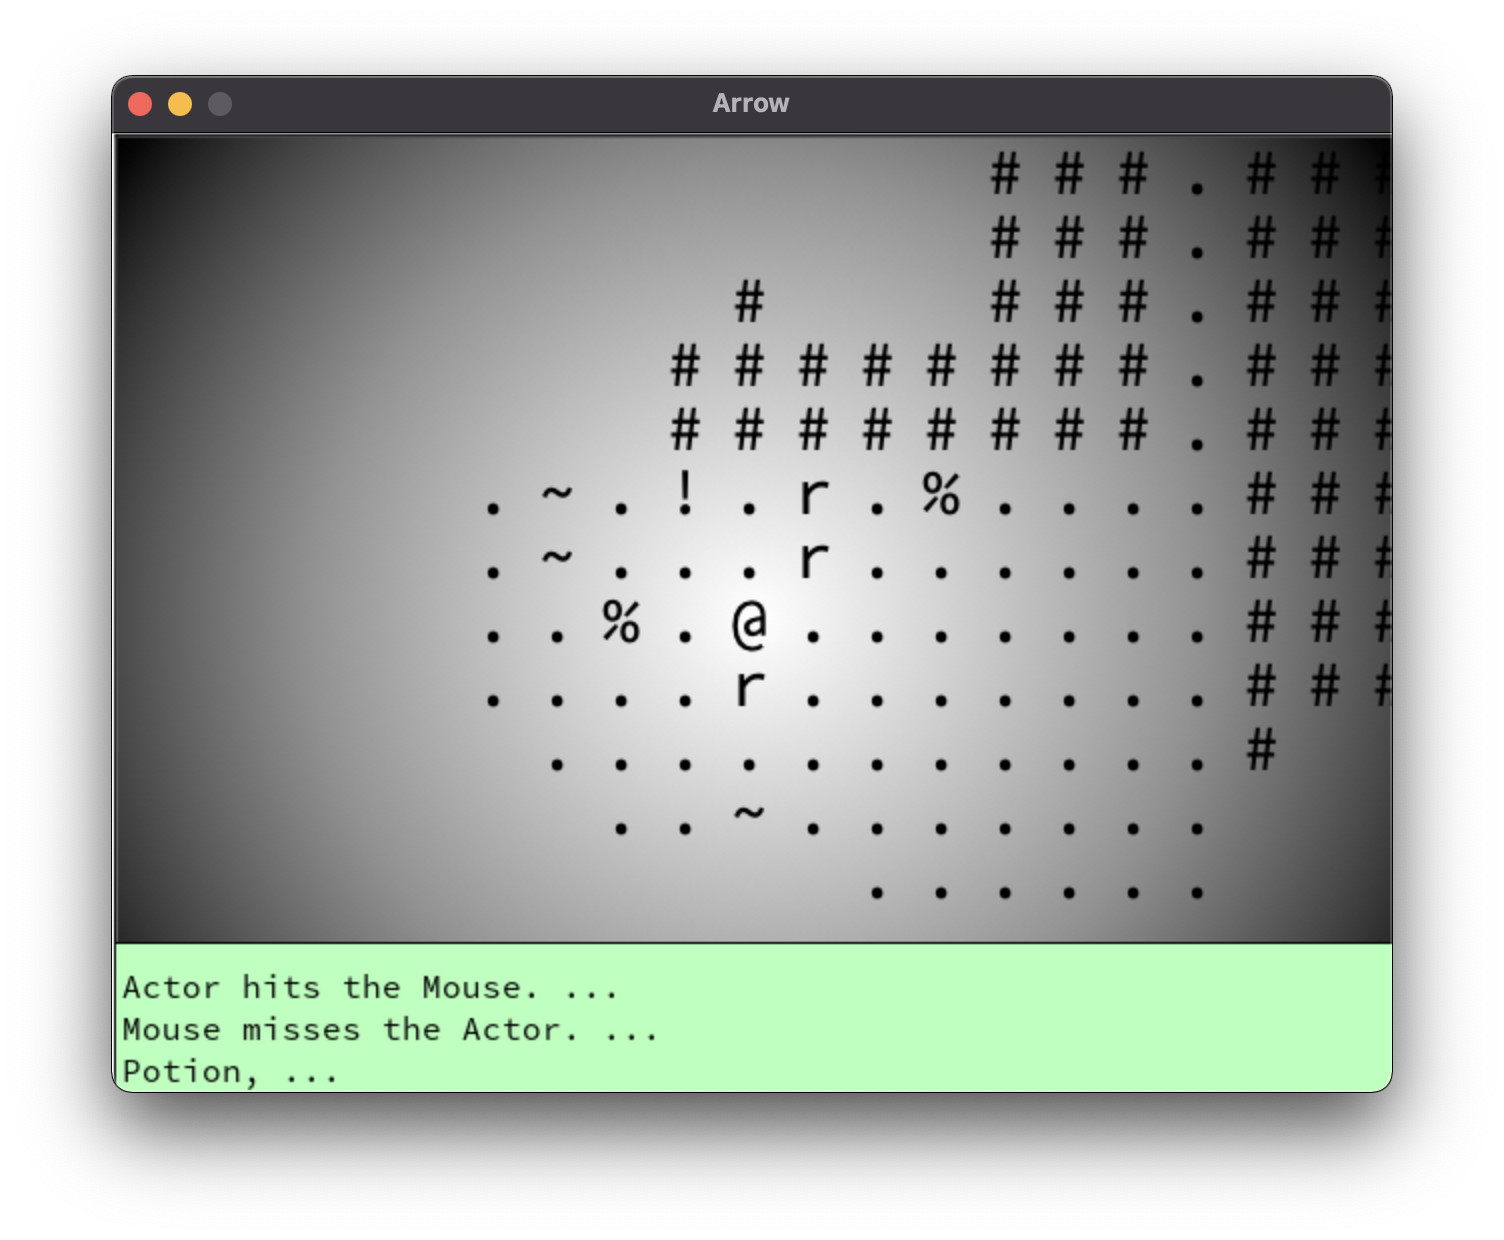 Arrow
# # # . # # #
# # # . # # #
# # # # . # # #
# # # # # # # # . # # #
# # # # # # # # . # # #
. ~ . ! . r . % . . . . # # #
. ~ . . . r . . . . . . # # #
. . % . @ . . . . . . . # # #
. . . . r . . . . . . . # # #
. . . . . . . . . . . #
. . ~ . . . . . . .
. . . . . .
Actor hits the Mouse. ...
Mouse misses the Actor. ...
Potion, ...